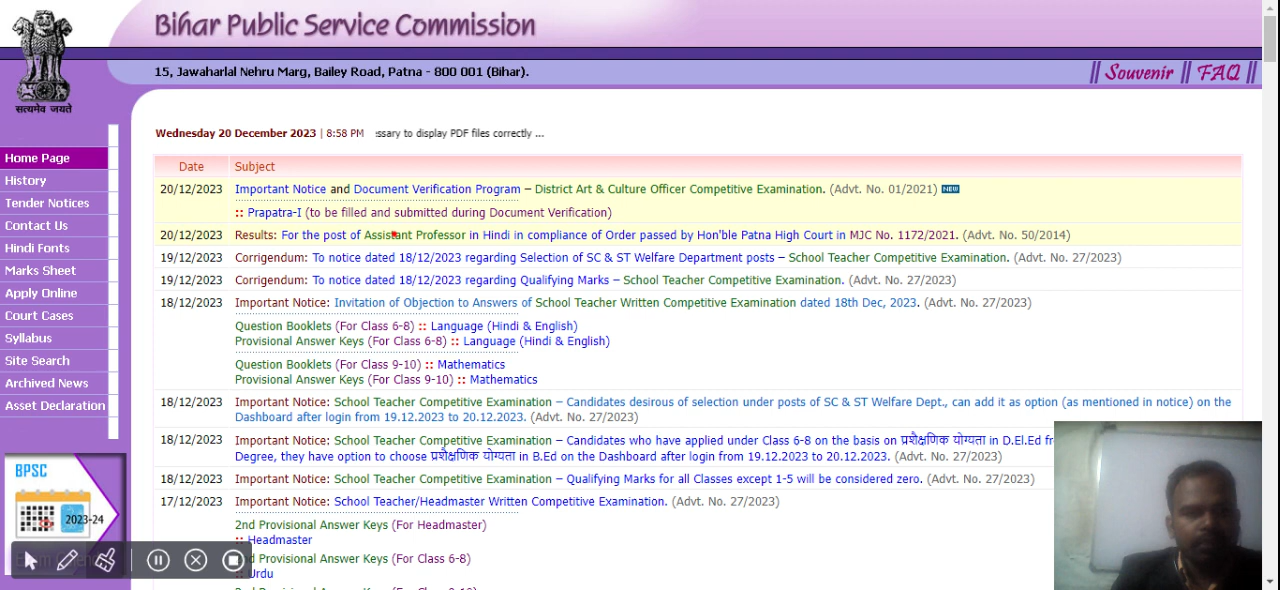 Bihar Public Service Commission
सत्यमेव जयते
15, Jawaharlal Nehru Marg, Bailey Road, Patna - 800 001 (Bihar).
|| Souvenir || FAQ ||
Wednesday 20 December 2023 | 8:58 PM ssary to display PDF files correctly ...
Home Page
History
Tender Notices
Contact Us
Hindi Fonts
Marks Sheet
Apply Online
Court Cases
Syllabus
Site Search
Archived News
Asset Declaration
BPSC
2023-24
Date Subject
20/12/2023 Important Notice and Document Verification Program – District Art & Culture Officer Competitive Examination. (Advt. No. 01/2021) NEW
:: Prapatra-I (to be filled and submitted during Document Verification)
20/12/2023 Results: For the post of Assistant Professor in Hindi in compliance of Order passed by Hon'ble Patna High Court in MJC No. 1172/2021. (Advt. No. 50/2014)
19/12/2023 Corrigendum: To notice dated 18/12/2023 regarding Selection of SC & ST Welfare Department posts – School Teacher Competitive Examination. (Advt. No. 27/2023)
19/12/2023 Corrigendum: To notice dated 18/12/2023 regarding Qualifying Marks – School Teacher Competitive Examination. (Advt. No. 27/2023)
18/12/2023 Important Notice: Invitation of Objection to Answers of School Teacher Written Competitive Examination dated 18th Dec, 2023. (Advt. No. 27/2023)
Question Booklets (For Class 6-8) :: Language (Hindi & English)
Provisional Answer Keys (For Class 6-8) :: Language (Hindi & English)
Question Booklets (For Class 9-10) :: Mathematics
Provisional Answer Keys (For Class 9-10) :: Mathematics
18/12/2023 Important Notice: School Teacher Competitive Examination – Candidates desirous of selection under posts of SC & ST Welfare Dept., can add it as option (as mentioned in notice) on the
Dashboard after login from 19.12.2023 to 20.12.2023. (Advt. No. 27/2023)
18/12/2023 Important Notice: School Teacher Competitive Examination – Candidates who have applied under Class 6-8 on the basis on प्रशैक्षणिक योग्यता in D.El.Ed
Degree, they have option to choose प्रशैक्षणिक योग्यता in B.Ed on the Dashboard after login from 19.12.2023 to 20.12.2023. (Advt. No. 27/2023)
18/12/2023 Important Notice: School Teacher Competitive Examination – Qualifying Marks for all Classes except 1-5 will be considered zero. (Advt. No. 27/2023)
17/12/2023 Important Notice: School Teacher/Headmaster Written Competitive Examination. (Advt. No. 27/2023)
2nd Provisional Answer Keys (For Headmaster)
:: Headmaster
nd Provisional Answer Keys (For Class 6-8)
:: Urdu